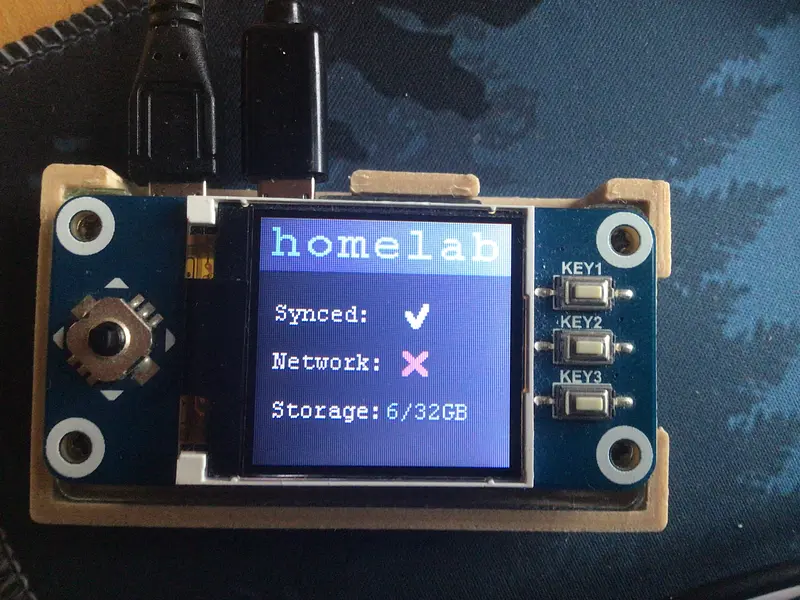 homelab
Synced: ✓
Network: ✗
Storage: 6/32GB
KEY1
KEY2
KEY3